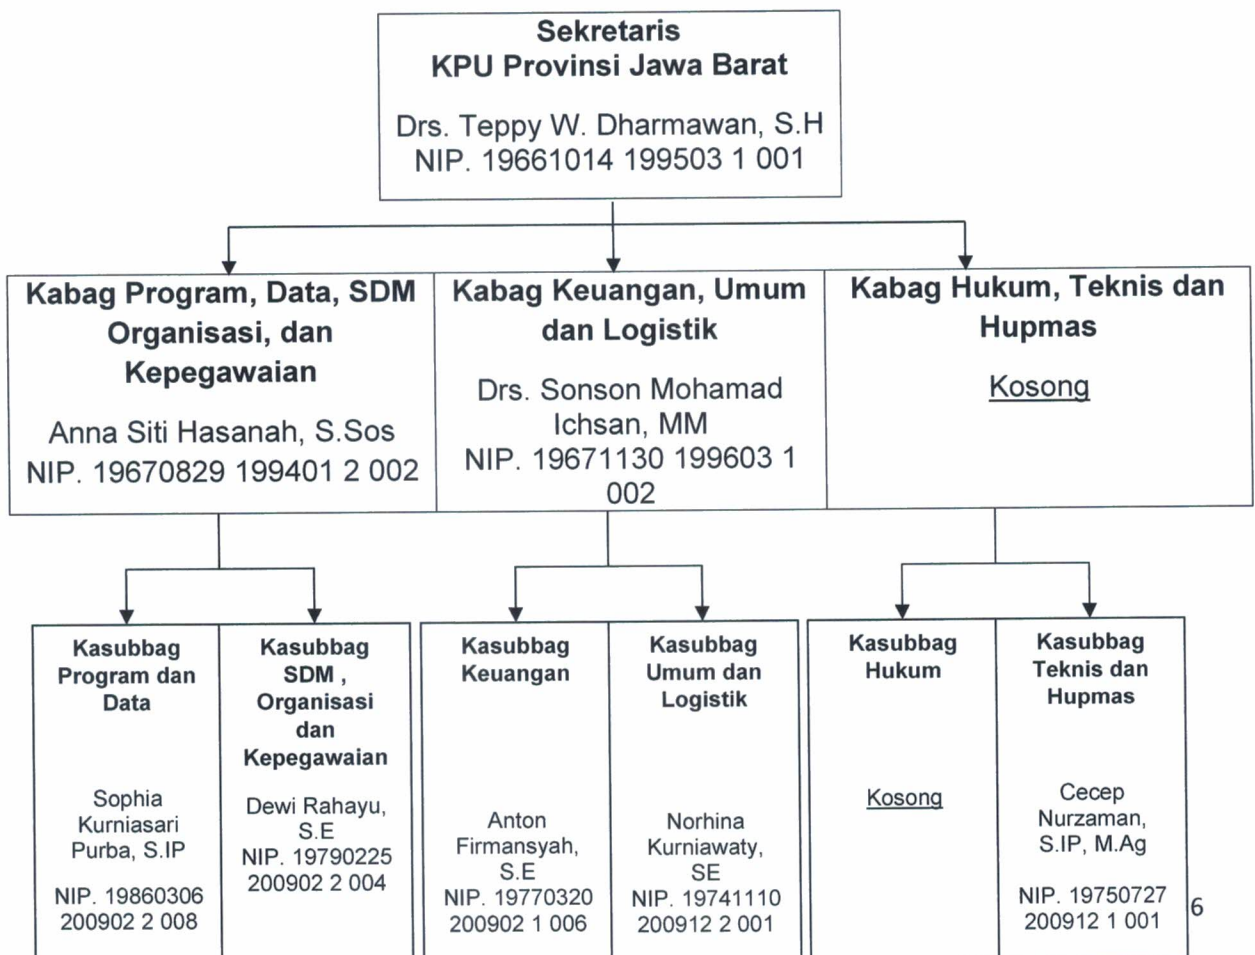 Sekretaris
KPU Provinsi Jawa Barat
Drs. Teppy W. Dharmawan, S.H
NIP. 19661014 199503 1 001
Kabag Program, Data, SDM
Organisasi, dan
Kepegawaian
Anna Siti Hasanah, S.Sos
NIP. 19670829 199401 2 002
Kabag Keuangan, Umum
dan Logistik
Drs. Sonson Mohamad
Ichsan, MM
NIP. 19671130 199603 1
002
Kabag Hukum, Teknis dan
Hupmas
Kosong
Kasubbag
Program dan
Data
Sophia
Kurniasari
Purba, S.IP
NIP. 19860306
200902 2 008
Kasubbag
SDM ,
Organisasi
dan
Kepegawaian
Dewi Rahayu,
S.E
NIP. 19790225
200902 2 004
Kasubbag
Keuangan
Anton
Firmansyah,
S.E
NIP. 19770320
200902 1 006
Kasubbag
Umum dan
Logistik
Norhina
Kurniawaty,
SE
NIP. 19741110
200912 2 001
Kasubbag
Hukum
Kosong
Kasubbag
Teknis dan
Hupmas
Cecep
Nurzaman,
S.IP, M.Ag
NIP. 19750727
200912 1 001
6